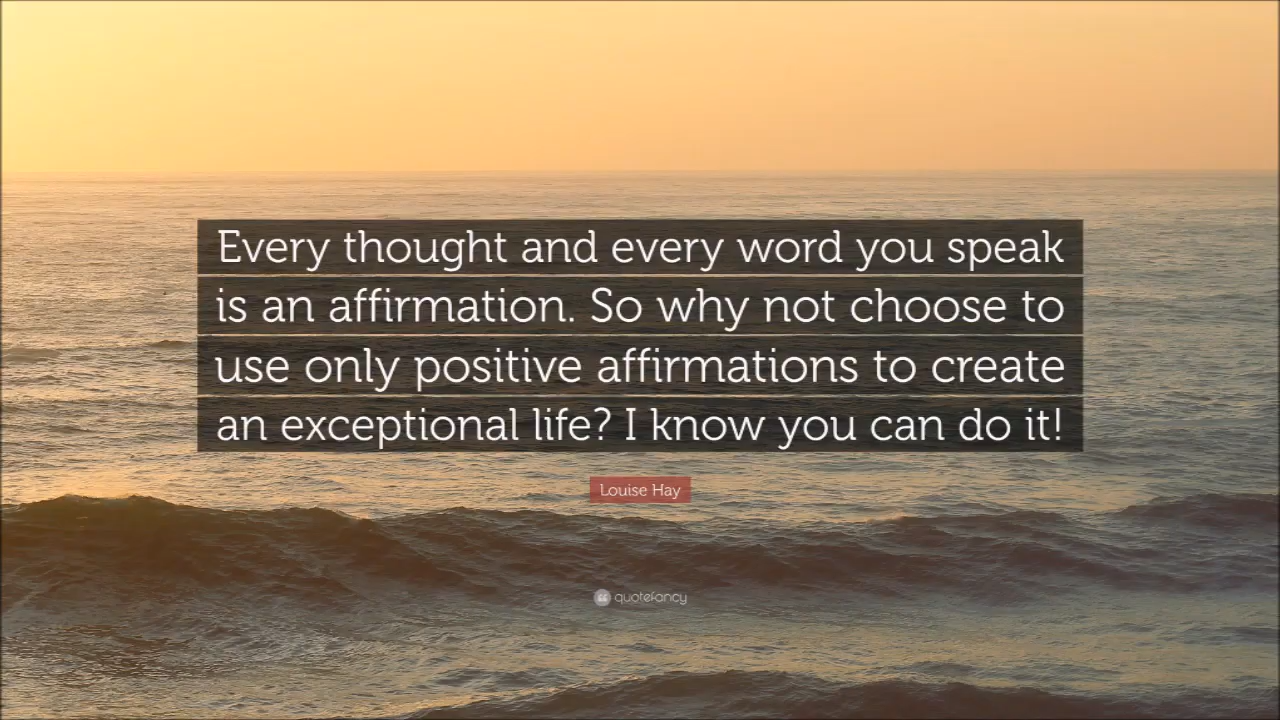 Every thought and every word you speak
is an affirmation. So why not choose to
use only positive affirmations to create
an exceptional life? I know you can do it!
Louise Hay
quotefancy